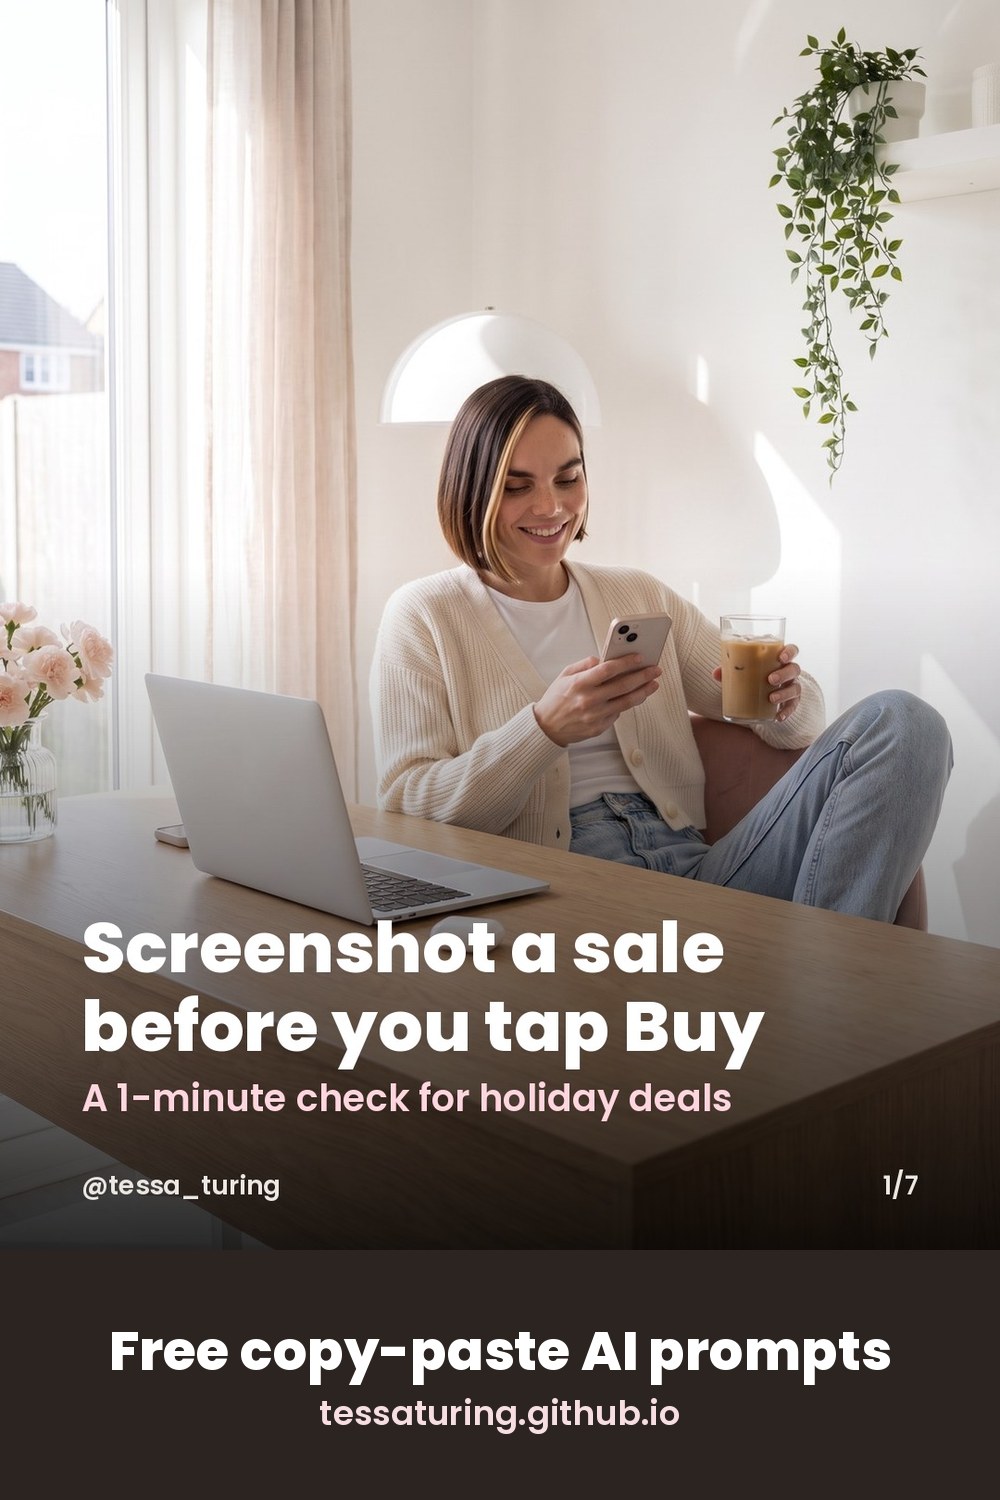 Screenshot a sale
before you tap Buy
A 1-minute check for holiday deals
@tessa_turing
1/7
Free copy-paste AI prompts
tessaturing.github.io